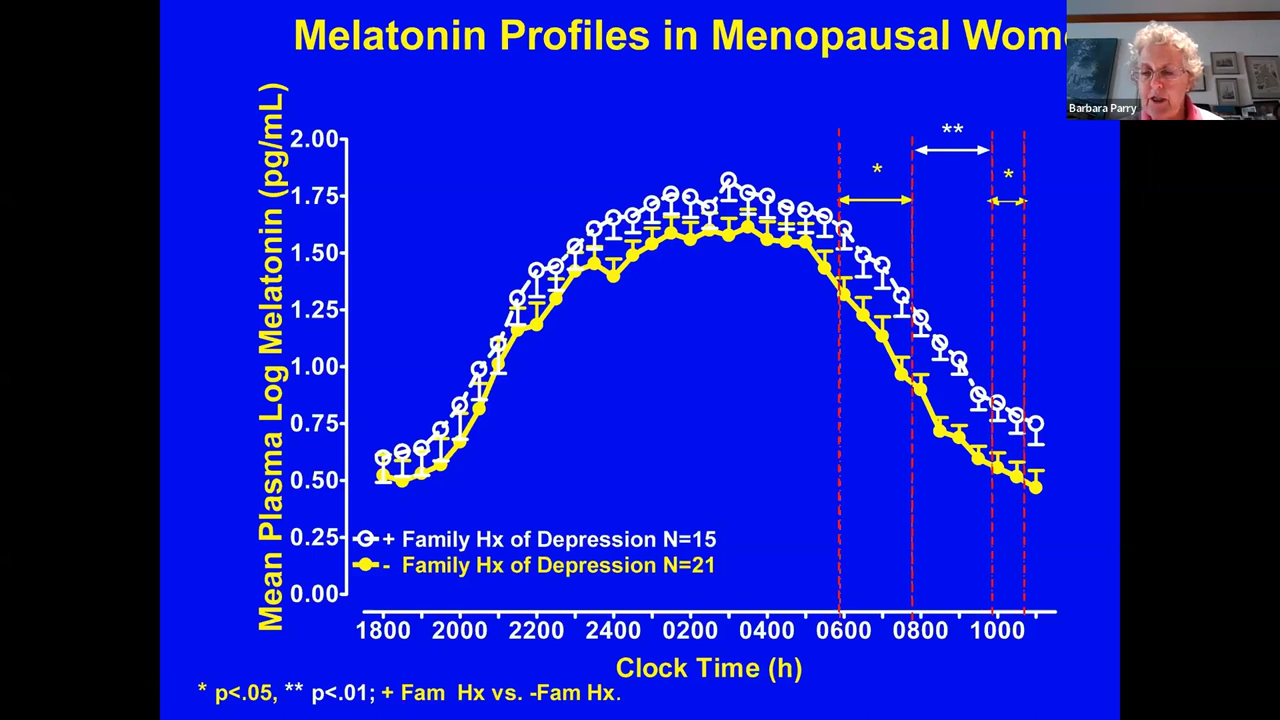 Melatonin Profiles in Menopausal Wom
Barbara Parry
Mean Plasma Log Melatonin (pg/mL)
2.00
1.75
1.50
1.25
1.00
0.75
0.50
0.25
0.00
*
**
*
+ Family Hx of Depression N=15
- Family Hx of Depression N=21
1800 2000 2200 2400 0200 0400 0600 0800 1000
Clock Time (h)
* p<.05, ** p<.01; + Fam Hx vs. -Fam Hx.